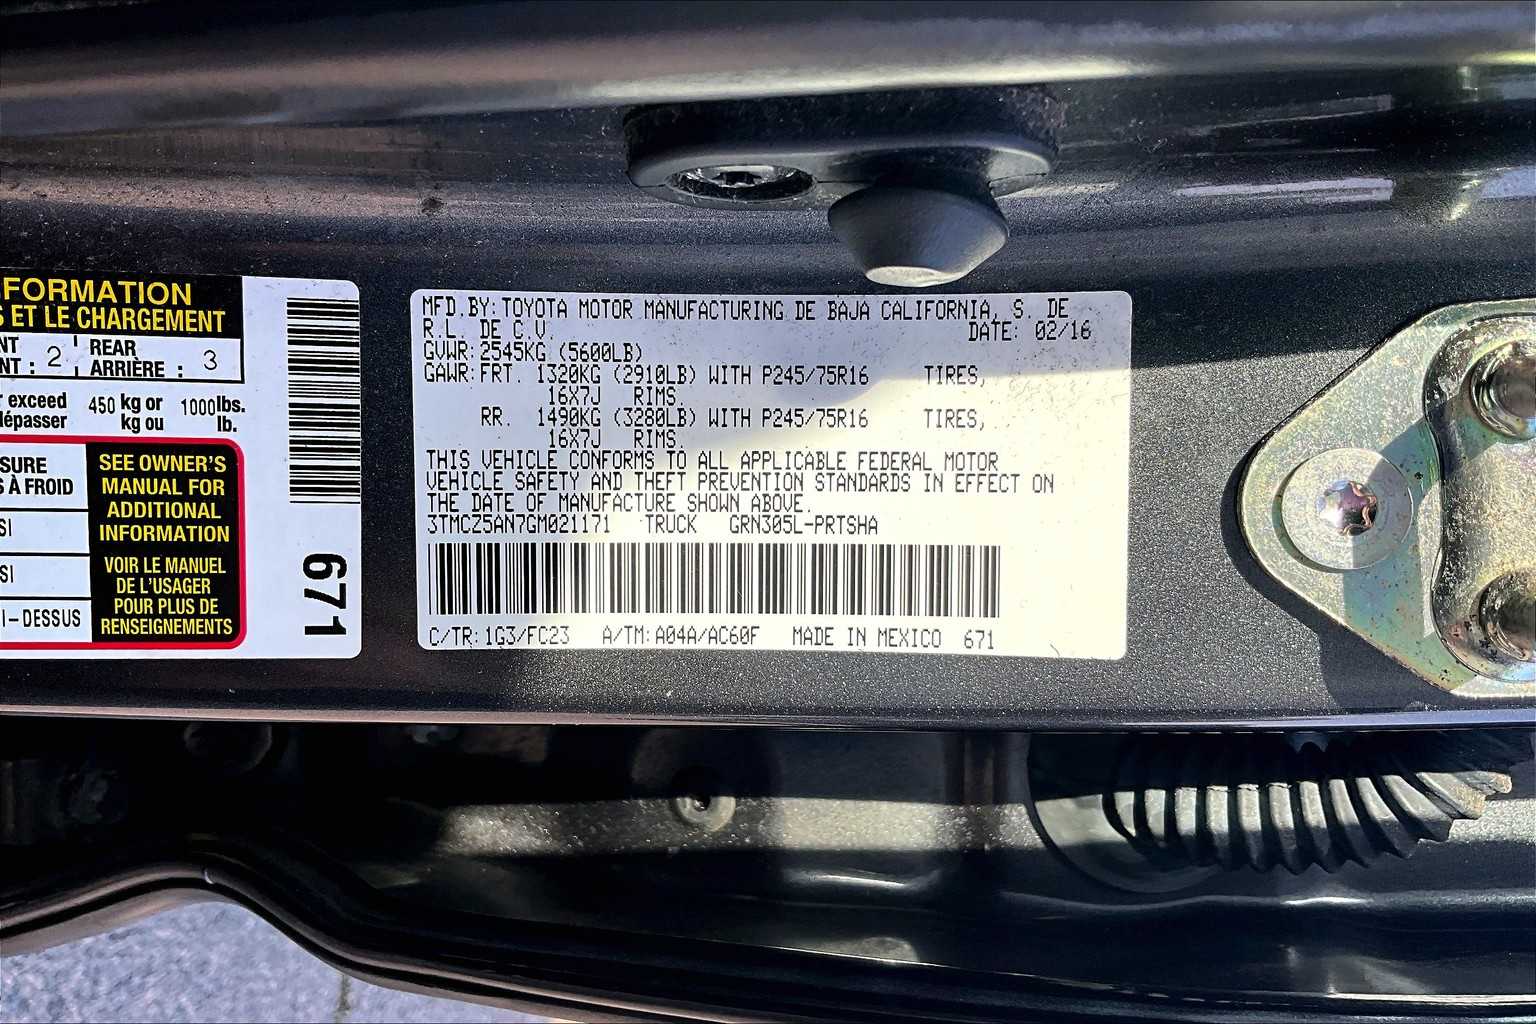 FORMATION
S ET LE CHARGEMENT
NT 2 REAR 3
NT : ARRIÈRE :
r exceed 450 kg or 1000 lbs.
dépasser kg ou lb.
SURE
S À FROID
SI
SI
I-DESSUS
SEE OWNER'S
MANUAL FOR
ADDITIONAL
INFORMATION
VOIR LE MANUEL
DE L'USAGER
POUR PLUS DE
RENSEIGNEMENTS
671
MFD.BY: TOYOTA MOTOR MANUFACTURING DE BAJA CALIFORNIA, S. DE
R.L. DE C.V. DATE: 02/16
GVWR: 2545KG (5600LB)
GAWR: FRT. 1320KG (2910LB) WITH P245/75R16 TIRES,
16X7J RIMS.
RR. 1490KG (3280LB) WITH P245/75R16 TIRES,
16X7J RIMS.
THIS VEHICLE CONFORMS TO ALL APPLICABLE FEDERAL MOTOR
VEHICLE SAFETY AND THEFT PREVENTION STANDARDS IN EFFECT ON
THE DATE OF MANUFACTURE SHOWN ABOVE.
3TMCZ5AN7GM021171 TRUCK GRN305L-PRTSHA
C/TR: 1G3/FC23 A/TM: A04A/AC60F MADE IN MEXICO 671